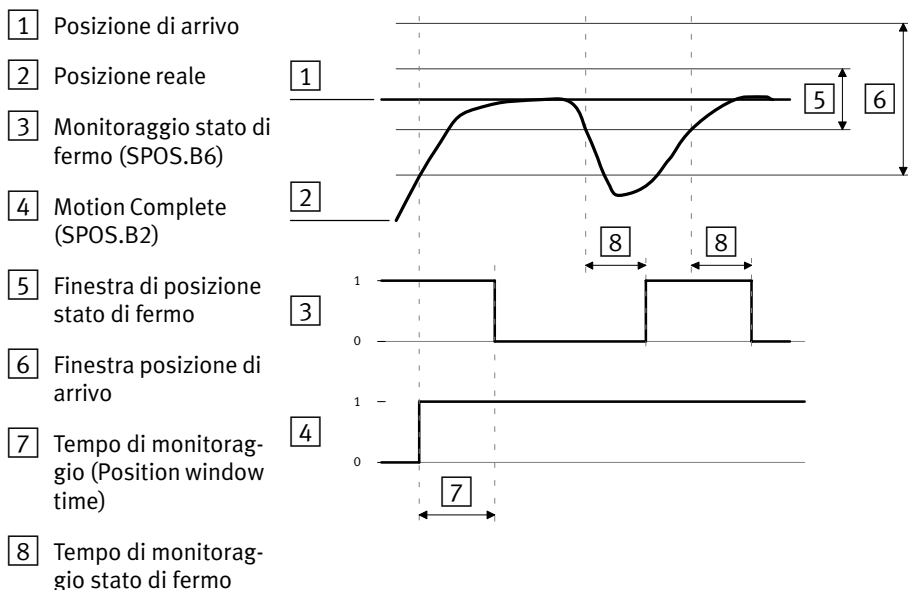 1 Posizione di arrivo
2 Posizione reale
3 Monitoraggio stato di
fermo (SPOS.B6)
4 Motion Complete
(SPOS.B2)
5 Finestra di posizione
stato di fermo
6 Finestra posizione di
arrivo
7 Tempo di monitorag-
gio (Position window
time)
8 Tempo di monitorag-
gio stato di fermo
1
5 6
2
8 8
1
3
0
1
4
0
7